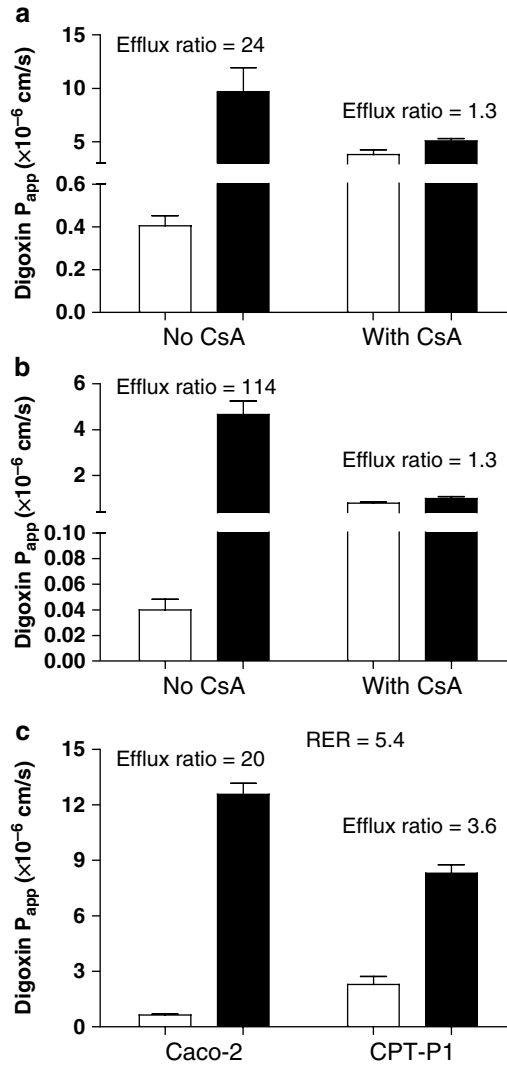 a
Efflux ratio = 24
Efflux ratio = 1.3
Digoxin Papp (×10⁻⁶ cm/s)
15
10
5
0.6
0.4
0.2
0.0
No CsA
With CsA
b
Efflux ratio = 114
Efflux ratio = 1.3
Digoxin Papp (×10⁻⁶ cm/s)
6
4
2
0.10
0.08
0.06
0.04
0.02
0.00
No CsA
With CsA
c
RER = 5.4
Efflux ratio = 20
Efflux ratio = 3.6
Digoxin Papp (×10⁻⁶ cm/s)
15
12
9
6
3
0
Caco-2
CPT-P1